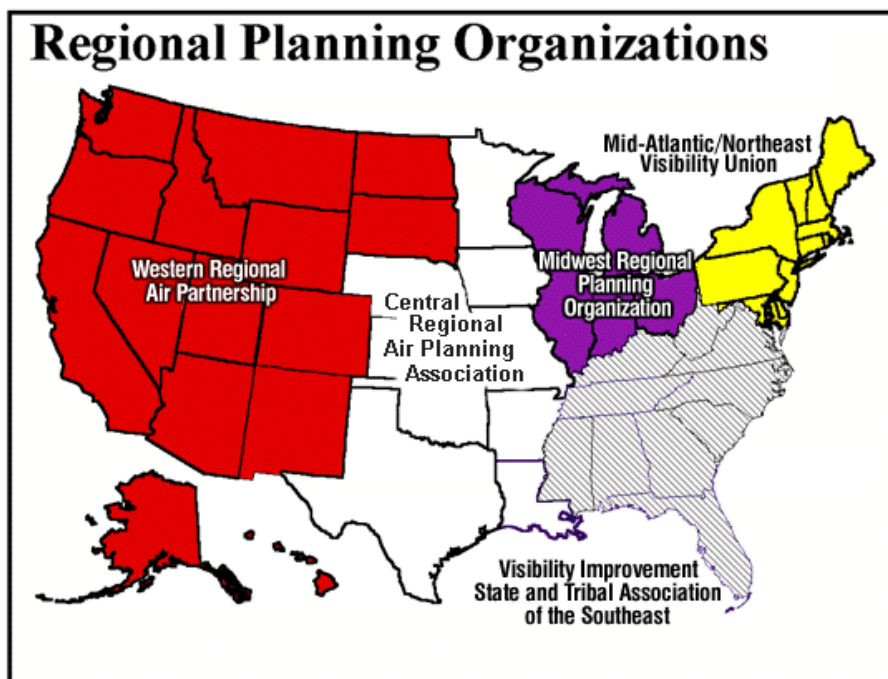 Regional Planning Organizations
Mid-Atlantic/Northeast
Visibility Union
Western Regional
Air Partnership
Central
Regional
Air Planning
Association
Midwest Regional
Planning
Organization
Visibility Improvement
State and Tribal Association
of the Southeast